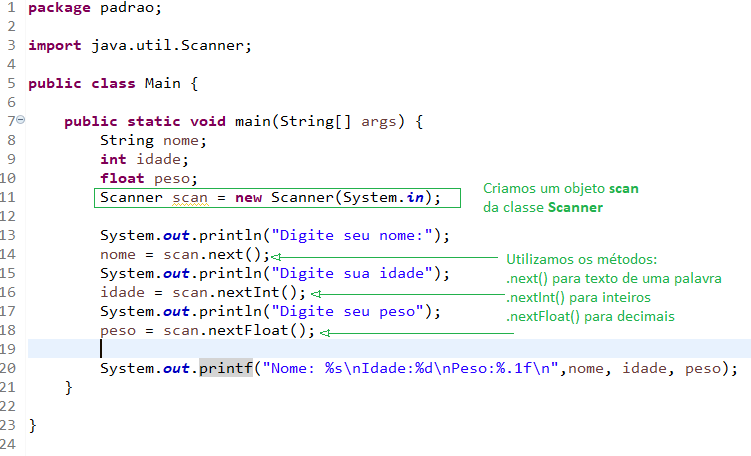 1 package padrao;
2
3 import java.util.Scanner;
4
5 public class Main {
6
7 public static void main(String[] args) {
8 String nome;
9 int idade;
10 float peso;
11 Scanner scan = new Scanner(System.in);
Criamos um objeto scan
da classe Scanner
12
13 System.out.println("Digite seu nome:");
14 nome = scan.next();
15 System.out.println("Digite sua idade");
16 idade = scan.nextInt();
17 System.out.println("Digite seu peso");
18 peso = scan.nextFloat();
Utilizamos os métodos:
.next() para texto de uma palavra
.nextInt() para inteiros
.nextFloat() para decimais
19
20 System.out.printf("Nome: %s\nIdade:%d\nPeso:%.1f\n",nome, idade, peso);
21 }
22
23 }
24